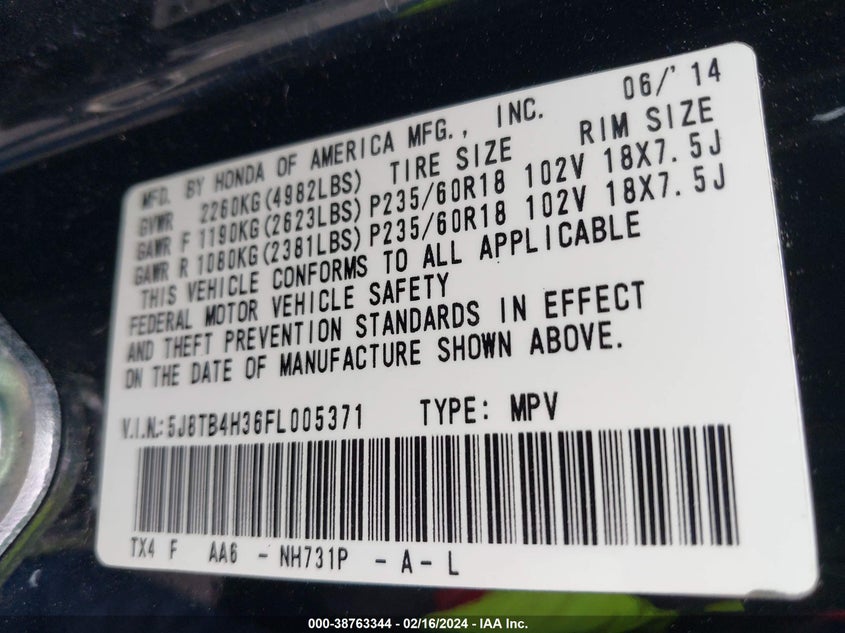 MFD. BY HONDA OF AMERICA MFG., INC. 06/'14
GVWR 2260KG(4982LBS) TIRE SIZE RIM SIZE
GAWR F 1190KG(2623LBS) P235/60R18 102V 18X7.5J
GAWR R 1080KG(2381LBS) P235/60R18 102V 18X7.5J
THIS VEHICLE CONFORMS TO ALL APPLICABLE
FEDERAL MOTOR VEHICLE SAFETY
AND THEFT PREVENTION STANDARDS IN EFFECT
ON THE DATE OF MANUFACTURE SHOWN ABOVE.
V.I.N.: 5J8TB4H36FL005371 TYPE: MPV
TX4 F AA6 - NH731P - A - L
000-38763344 - 02/16/2024 - IAA Inc.